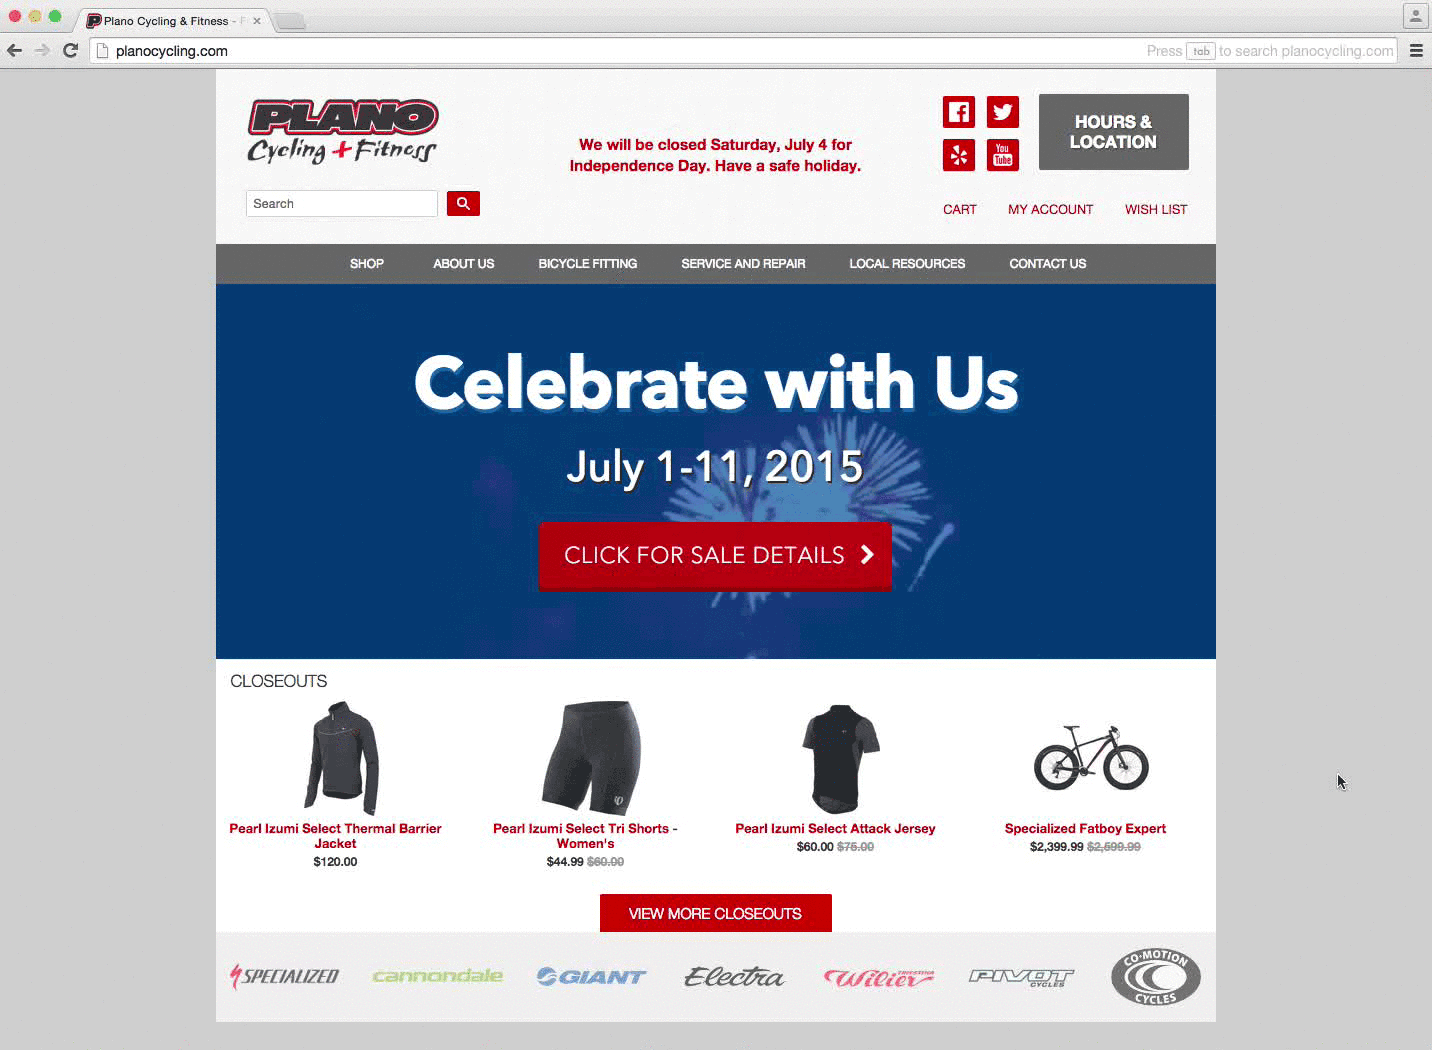 Plano Cycling & Fitness - F
planocycling.com
Press tab to search planocycling.com
PLANO
Cycling + Fitness
We will be closed Saturday, July 4 for
Independence Day. Have a safe holiday.
You
Tube
HOURS &
LOCATION
Search
CART MY ACCOUNT WISH LIST
SHOP ABOUT US BICYCLE FITTING SERVICE AND REPAIR LOCAL RESOURCES CONTACT US
Celebrate with Us
July 1-11, 2015
CLICK FOR SALE DETAILS
CLOSEOUTS
Pearl Izumi Select Thermal Barrier
Jacket
$120.00
Pearl Izumi Select Tri Shorts -
Women's
$44.99 $60.00
Pearl Izumi Select Attack Jersey
$60.00 $75.00
Specialized Fatboy Expert
$2,399.99 $2,599.99
VIEW MORE CLOSEOUTS
SPECIALIZED
cannondale
GIANT
Electra
Wilier TRIESTINA
PIVOT
CYCLES
CO-MOTION
CYCLES